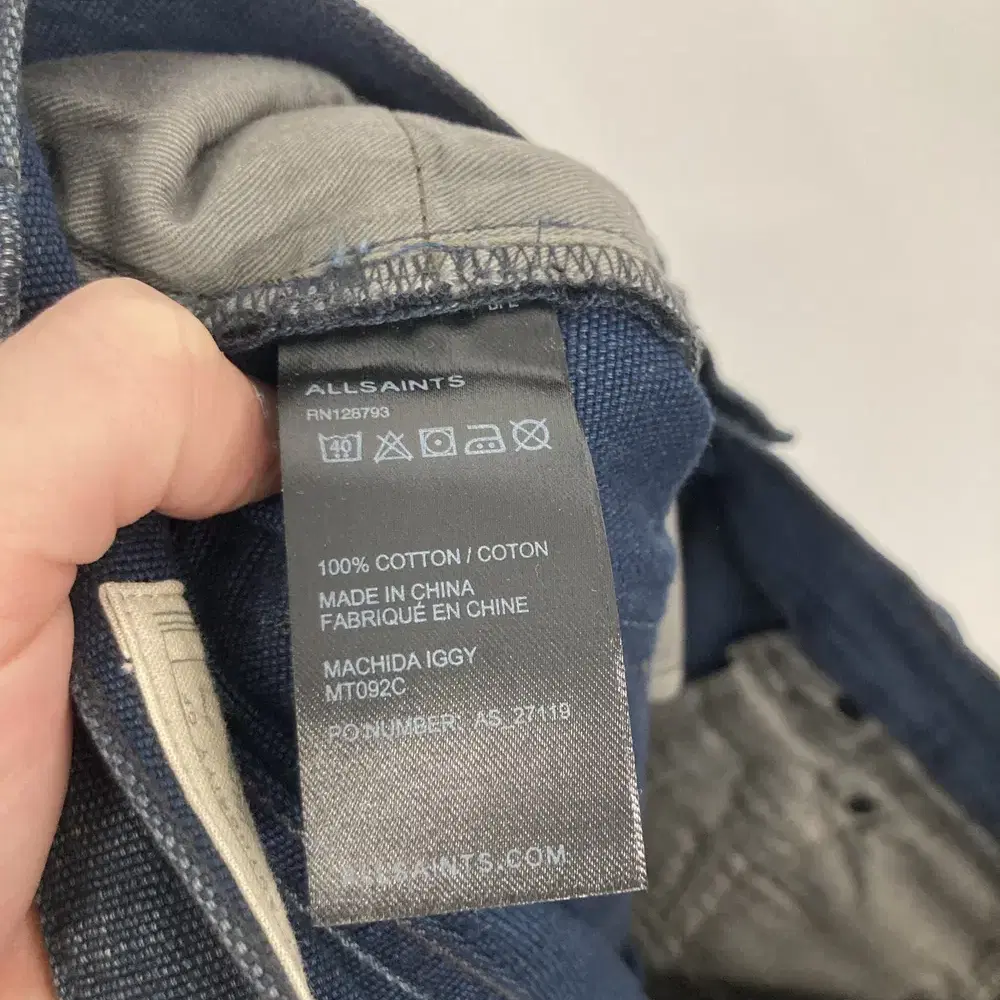 ALLSAINTS
RN128793
40
100% COTTON / COTON
MADE IN CHINA
FABRIQUÉ EN CHINE
MACHIDA IGGY
MT092C
PO NUMBER: AS_27119
ALLSAINTS.COM